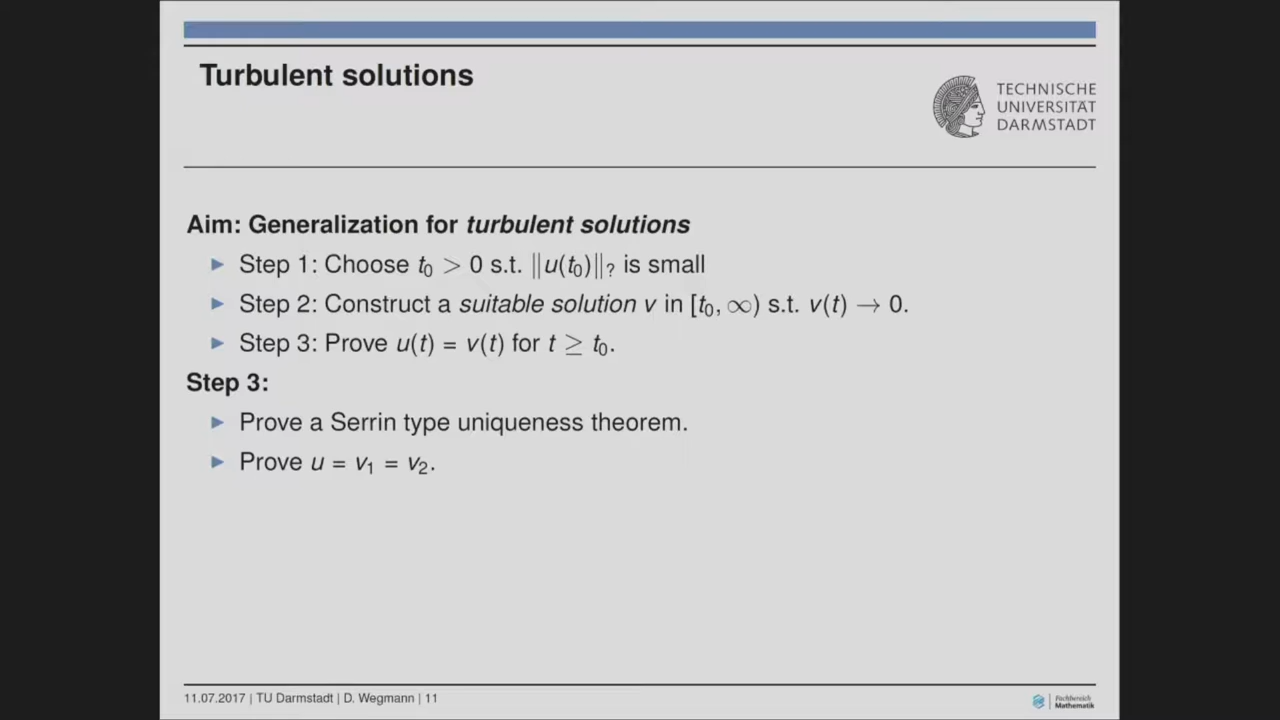 Turbulent solutions
TECHNISCHE
UNIVERSITÄT
DARMSTADT
Aim: Generalization for turbulent solutions
▶ Step 1: Choose t₀ > 0 s.t. ‖u(t₀)‖? is small
▶ Step 2: Construct a suitable solution v in [t₀, ∞) s.t. v(t) → 0.
▶ Step 3: Prove u(t) = v(t) for t ≥ t₀.
Step 3:
▶ Prove a Serrin type uniqueness theorem.
▶ Prove u = v₁ = v₂.
11.07.2017 | TU Darmstadt | D. Wegmann | 11
Fachbereich
Mathematik